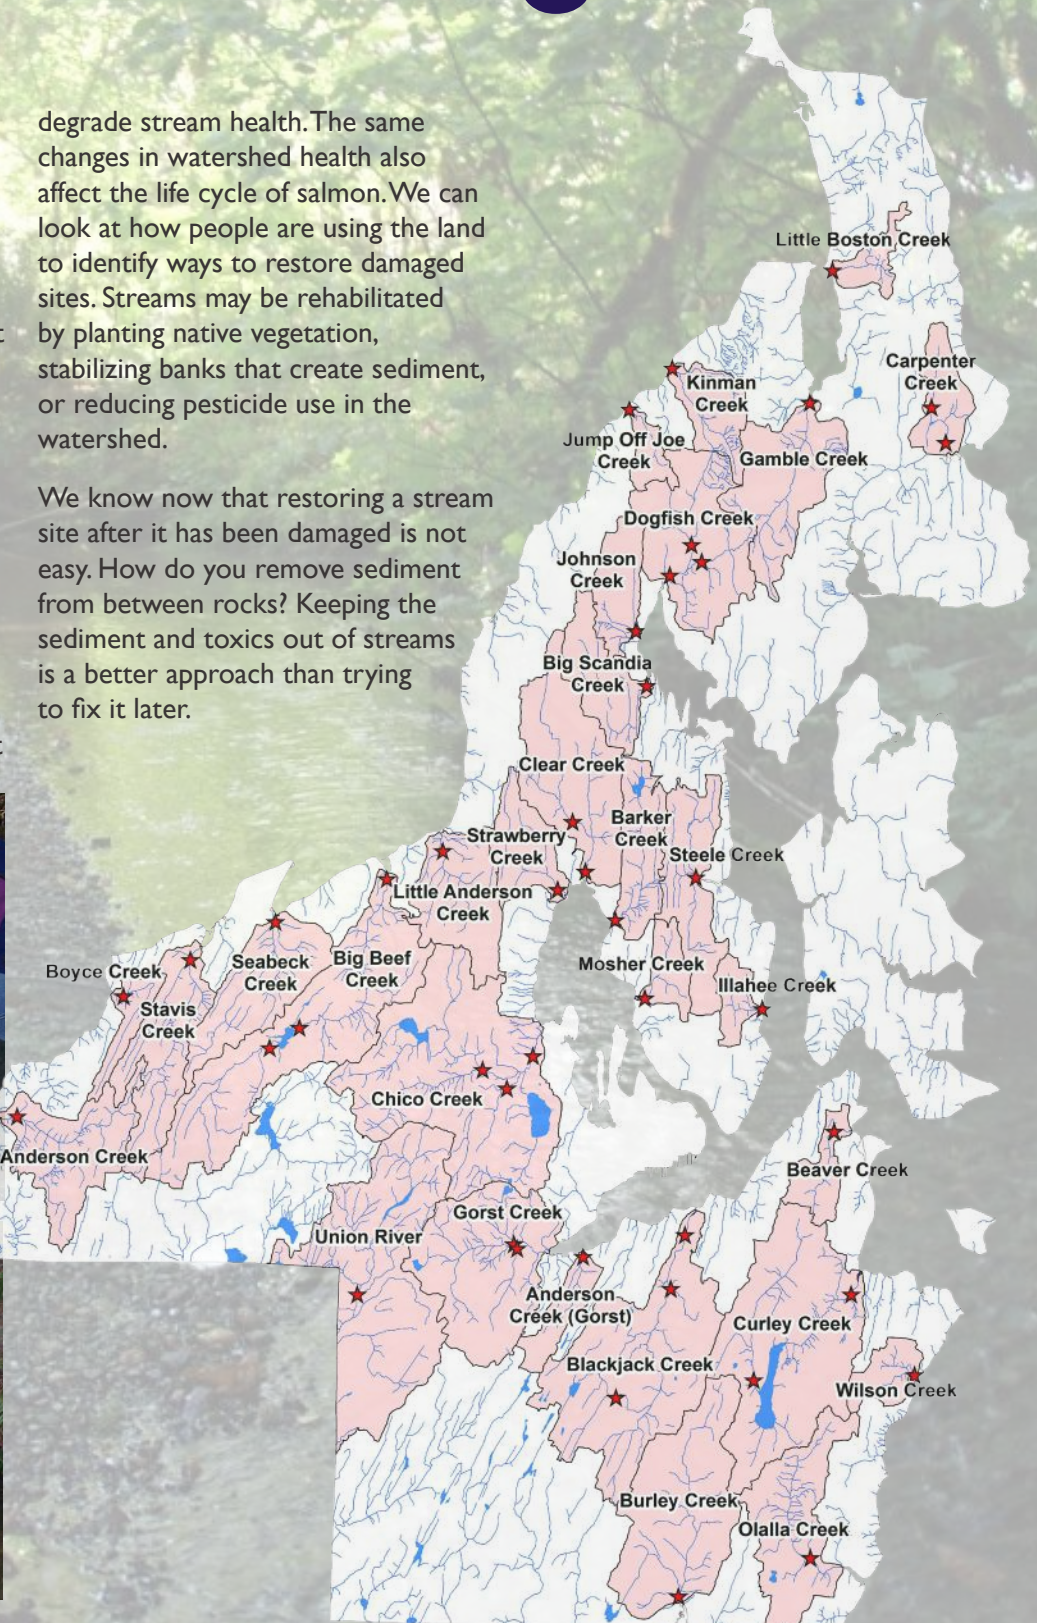 degrade stream health. The same
changes in watershed health also
affect the life cycle of salmon. We can
look at how people are using the land
to identify ways to restore damaged
sites. Streams may be rehabilitated
by planting native vegetation,
stabilizing banks that create sediment,
or reducing pesticide use in the
watershed.
We know now that restoring a stream
site after it has been damaged is not
easy. How do you remove sediment
from between rocks? Keeping the
sediment and toxics out of streams
is a better approach than trying
to fix it later.
Little Boston Creek
Carpenter
Creek
Kinman
Creek
Jump Off Joe
Creek
Gamble Creek
Dogfish Creek
Johnson
Creek
Big Scandia
Creek
Clear Creek
Barker
Creek
Strawberry
Creek
Steele Creek
Little Anderson
Creek
Mosher Creek
Illahee Creek
Boyce Creek
Seabeck
Creek
Big Beef
Creek
Stavis
Creek
Chico Creek
Anderson Creek
Beaver Creek
Gorst Creek
Union River
Anderson
Creek (Gorst)
Curley Creek
Blackjack Creek
Wilson Creek
Burley Creek
Olalla Creek